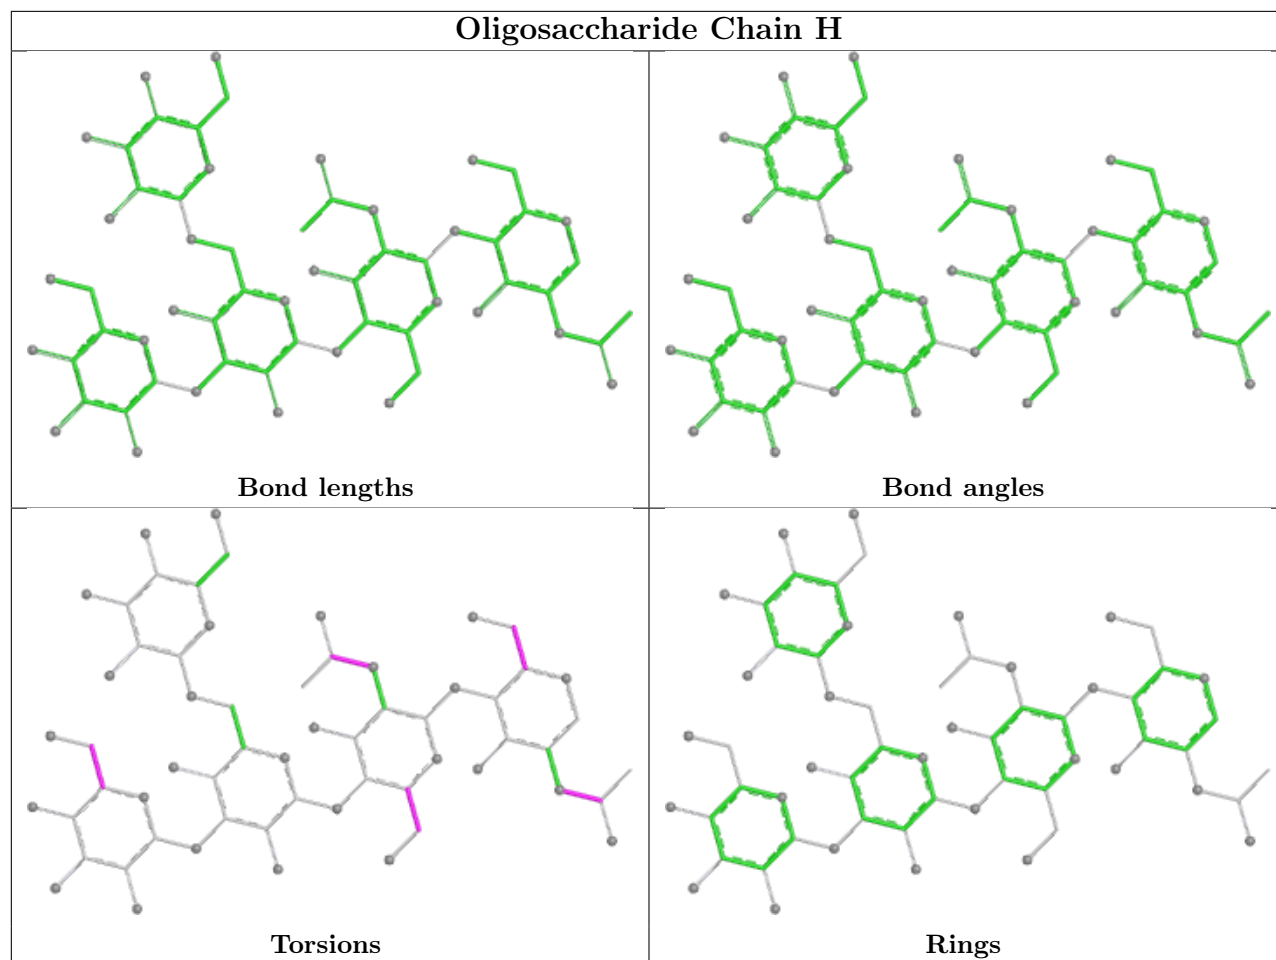 Oligosaccharide Chain H
Bond lengths
Bond angles
Torsions
Rings